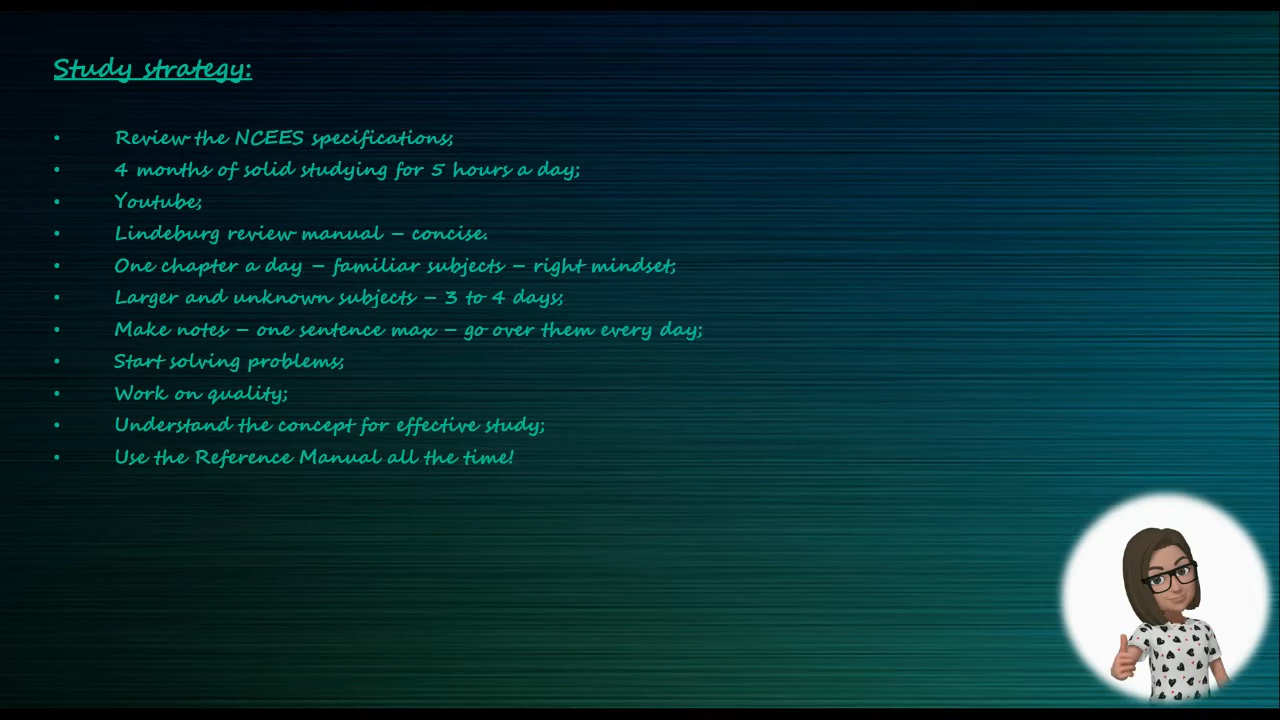 Study strategy:
• Review the NCEES specifications;
• 4 months of solid studying for 5 hours a day;
• Youtube;
• Lindeburg review manual – concise.
• One chapter a day – familiar subjects – right mindset;
• Larger and unknown subjects – 3 to 4 days;
• Make notes – one sentence max – go over them every day;
• Start solving problems;
• Work on quality;
• Understand the concept for effective study;
• Use the Reference Manual all the time!